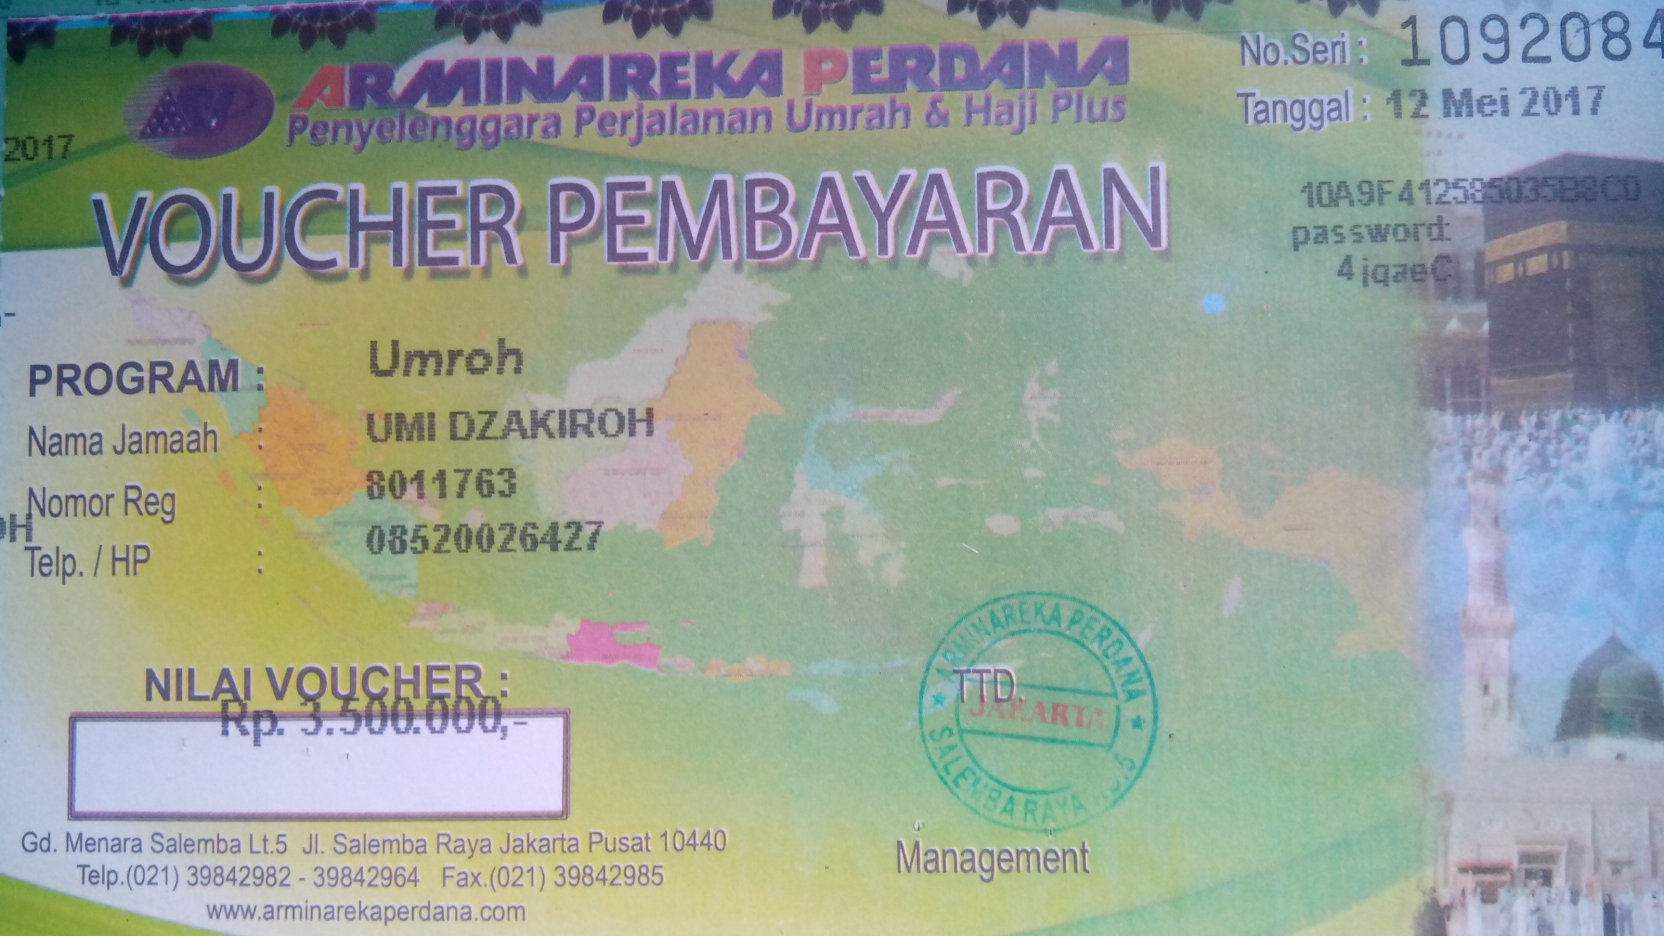 ARMINAREKA PERDANA
Penyelenggara Perjalanan Umrah & Haji Plus
No.Seri : 1092084
Tanggal : 12 Mei 2017
2017
VOUCHER PEMBAYARAN
10A9F412585035B8C0
password:
4jqaeC
PROGRAM : Umroh
Nama Jamaah : UMI DZAKIROH
Nomor Reg : 8011763
OH
Telp. / HP : 08520026427
NILAI VOUCHER :
Rp. 3.500.000,-
TTD.
ARMINAREKA PERDANA
JAKARTA
SALEMBA RAYA
Management
Gd. Menara Salemba Lt.5 Jl. Salemba Raya Jakarta Pusat 10440
Telp.(021) 39842982 - 39842964 Fax.(021) 39842985
www.arminarekaperdana.com